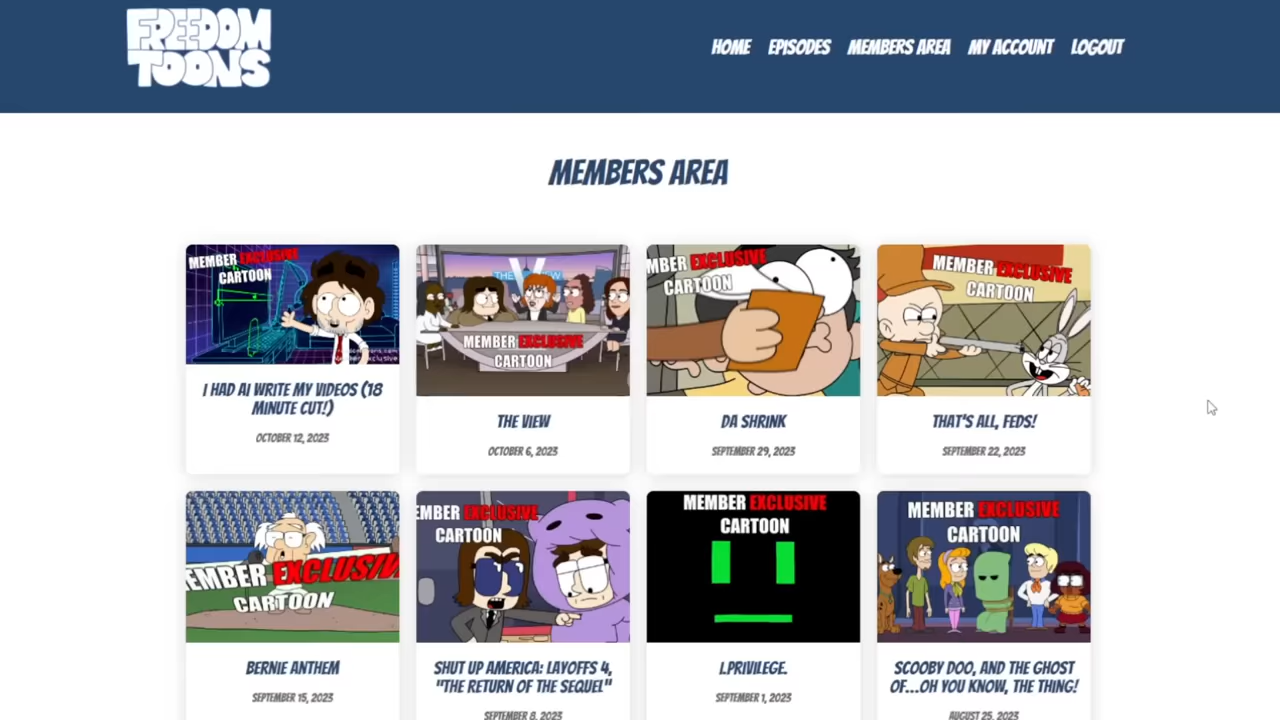 FREEDOM
TOONS
HOME EPISODES MEMBERS AREA MY ACCOUNT LOGOUT
MEMBERS AREA
MEMBER EXCLUSIVE
CARTOON
I HAD AI WRITE MY VIDEOS (18
MINUTE CUT!)
OCTOBER 12, 2023
MEMBER EXCLUSIVE
CARTOON
THE VIEW
OCTOBER 6, 2023
MBER EXCLUSIVE
CARTOON
DA SHRINK
SEPTEMBER 29, 2023
MEMBER EXCLUSIVE
CARTOON
THAT'S ALL, FEDS!
SEPTEMBER 22, 2023
EMBER EXCLUSIV
CARTOON
BERNIE ANTHEM
SEPTEMBER 15, 2023
EMBER EXCLUSIVE
CARTOON
SHUT UP AMERICA: LAYOFFS 4,
"THE RETURN OF THE SEQUEL"
SEPTEMBER 8, 2023
MEMBER EXCLUSIVE
CARTOON
I.PRIVILEGE.
SEPTEMBER 1, 2023
MEMBER EXCLUSIVE
CARTOON
SCOOBY DOO, AND THE GHOST
OF...OH YOU KNOW, THE THING!
AUGUST 25, 2023